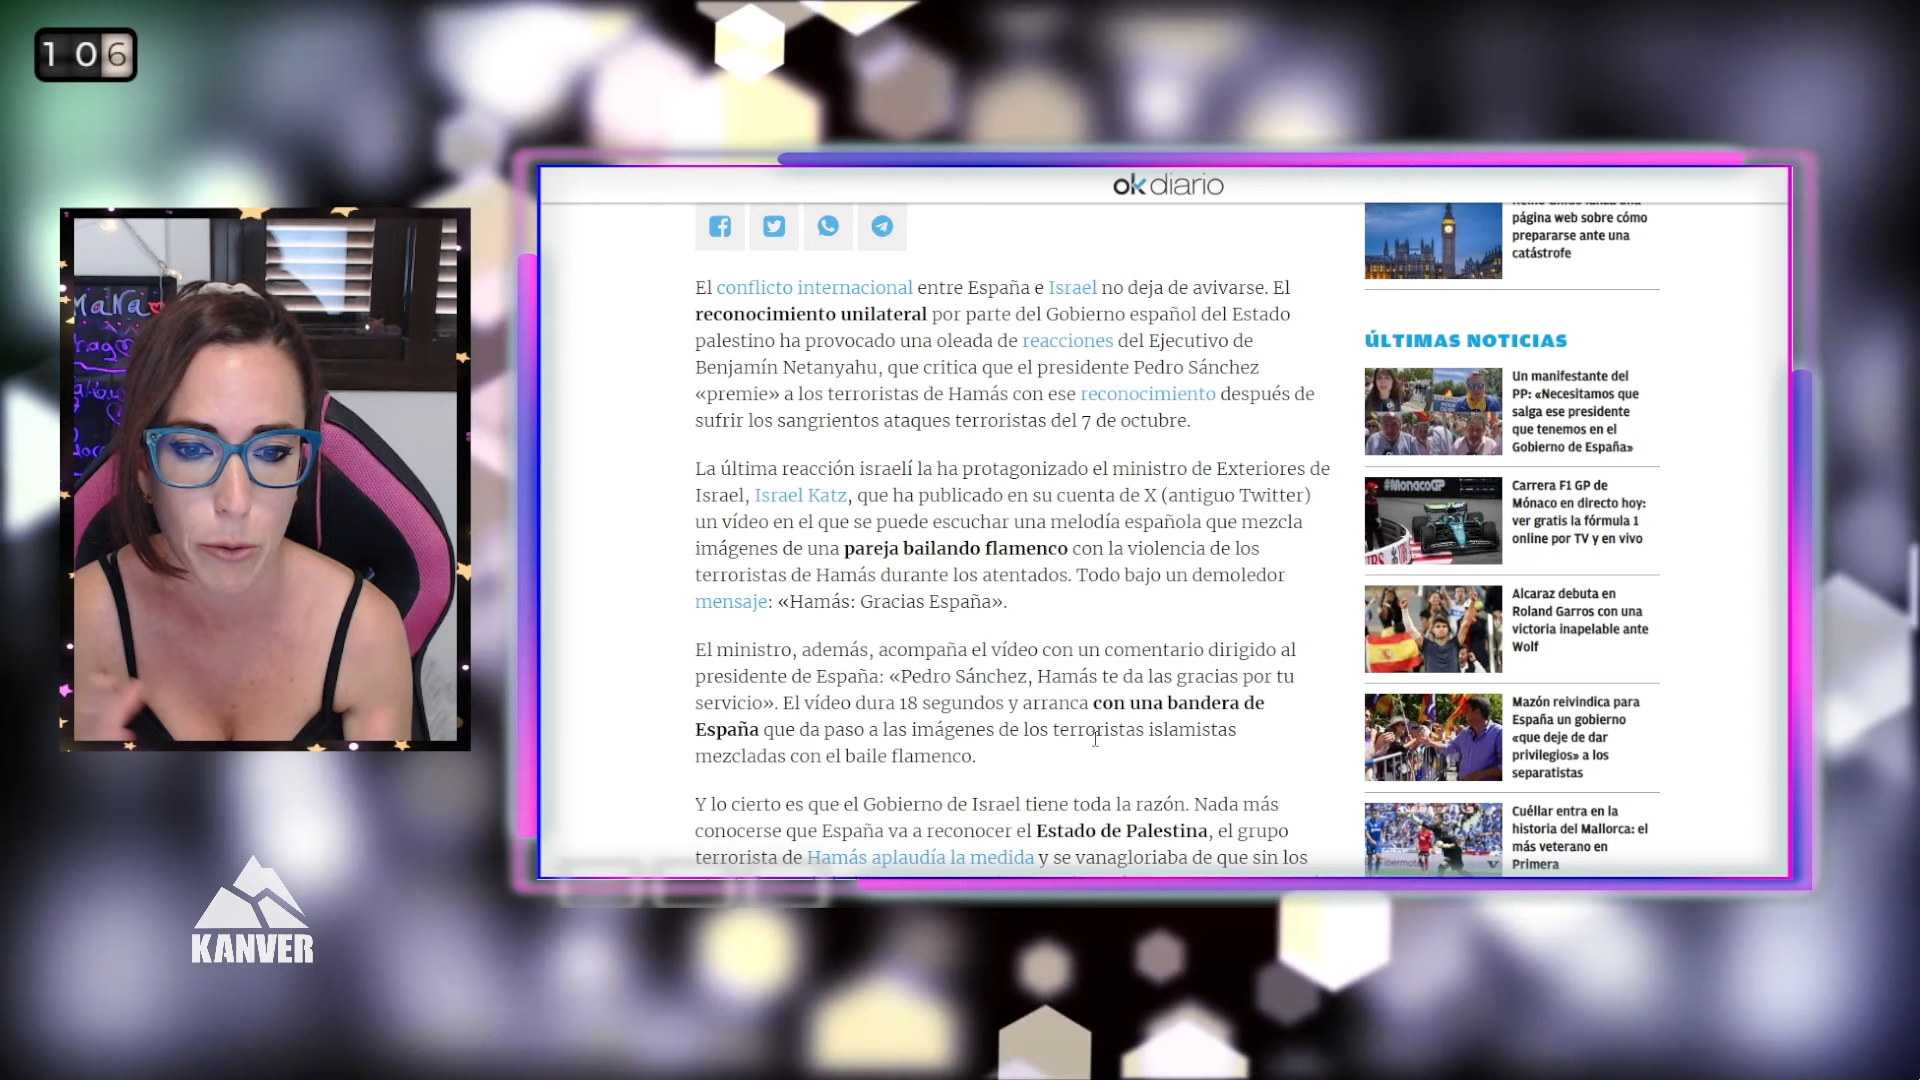 106
okdiario
El conflicto internacional entre España e Israel no deja de avivarse. El
reconocimiento unilateral por parte del Gobierno español del Estado
palestino ha provocado una oleada de reacciones del Ejecutivo de
Benjamín Netanyahu, que critica que el presidente Pedro Sánchez
«premie» a los terroristas de Hamás con ese reconocimiento después de
sufrir los sangrientos ataques terroristas del 7 de octubre.
La última reacción israelí la ha protagonizado el ministro de Exteriores de
Israel, Israel Katz, que ha publicado en su cuenta de X (antiguo Twitter)
un vídeo en el que se puede escuchar una melodía española que mezcla
imágenes de una pareja bailando flamenco con la violencia de los
terroristas de Hamás durante los atentados. Todo bajo un demoledor
mensaje: «Hamás: Gracias España».
El ministro, además, acompaña el vídeo con un comentario dirigido al
presidente de España: «Pedro Sánchez, Hamás te da las gracias por tu
servicio». El vídeo dura 18 segundos y arranca con una bandera de
España que da paso a las imágenes de los terroristas islamistas
mezcladas con el baile flamenco.
Y lo cierto es que el Gobierno de Israel tiene toda la razón. Nada más
conocerse que España va a reconocer el Estado de Palestina, el grupo
terrorista de Hamás aplaudía la medida y se vanagloriaba de que sin los
página web sobre cómo
prepararse ante una
catástrofe
ÚLTIMAS NOTICIAS
Un manifestante del
PP: «Necesitamos que
salga ese presidente
que tenemos en el
Gobierno de España»
#MonacoGP
Carrera F1 GP de
Mónaco en directo hoy:
ver gratis la fórmula 1
online por TV y en vivo
Alcaraz debuta en
Roland Garros con una
victoria inapelable ante
Wolf
Mazón reivindica para
España un gobierno
«que deje de dar
privilegios» a los
separatistas
Cuéllar entra en la
historia del Mallorca: el
más veterano en
Primera
MaNa
KANVER